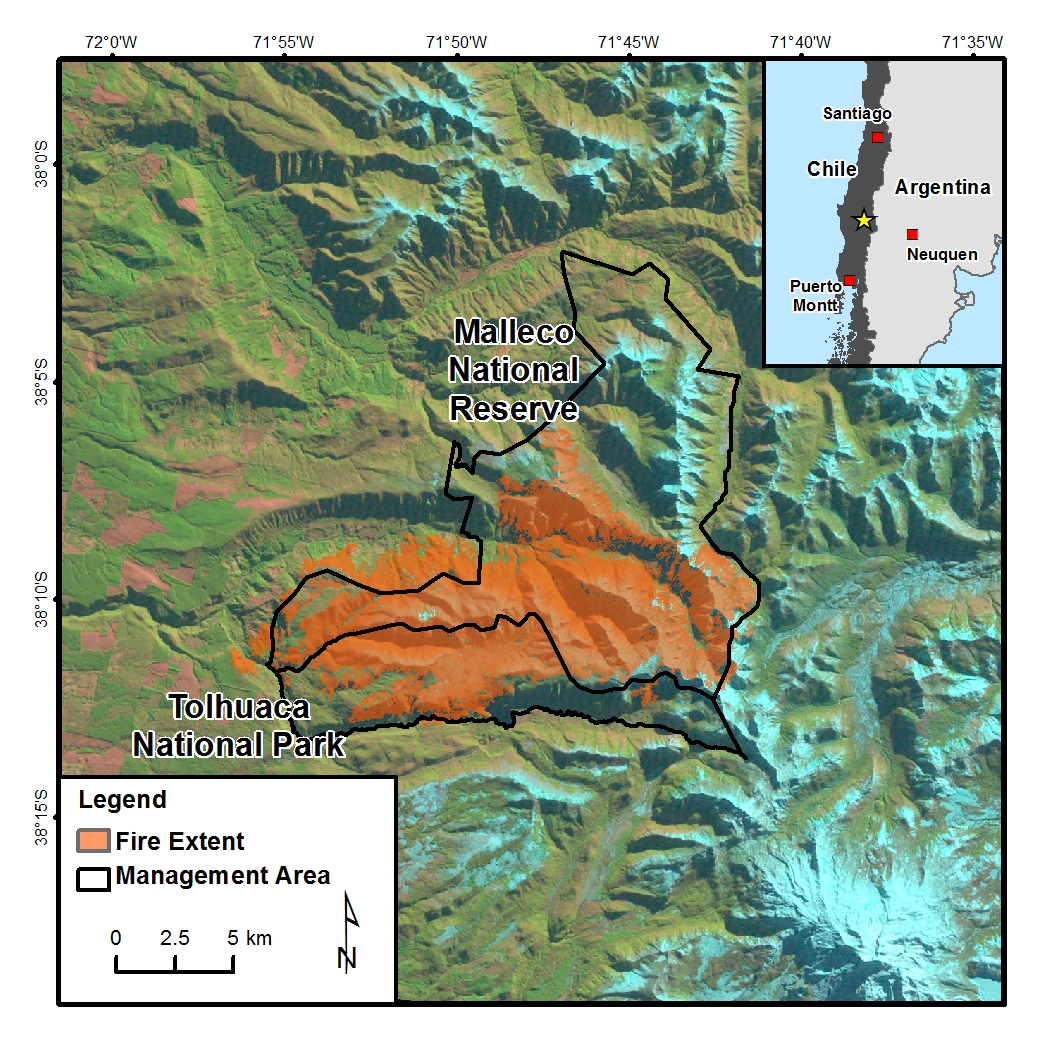 72°0'W 71°55'W 71°50'W 71°45'W 71°40'W 71°35'W
38°0'S
38°5'S
38°10'S
38°15'S
Santiago
Chile
Argentina
Neuquen
Puerto
Montt
Malleco
National
Reserve
Tolhuaca
National Park
Legend
Fire Extent
Management Area
0 2.5 5 km
N